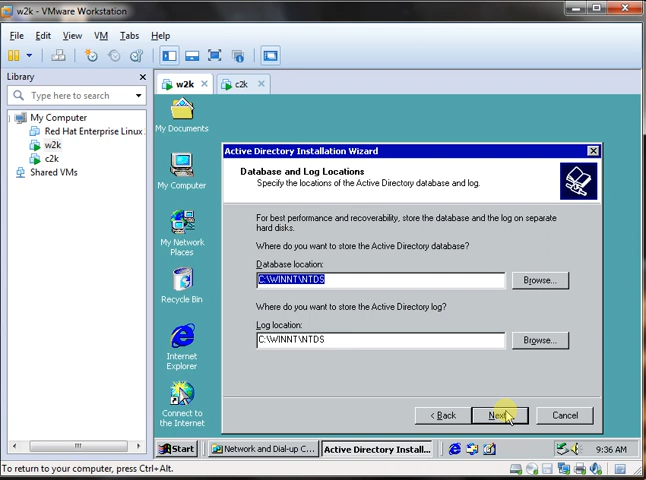 w2k - VMware Workstation
File Edit View VM Tabs Help
Library
Type here to search
My Computer
Red Hat Enterprise Linux
w2k
c2k
Shared VMs
w2k
c2k
My Documents
My Computer
My Network
Places
Recycle Bin
Internet
Explorer
Connect to
the Internet
Active Directory Installation Wizard
Database and Log Locations
Specify the locations of the Active Directory database and log.
For best performance and recoverability, store the database and the log on separate
hard disks.
Where do you want to store the Active Directory database?
Database location:
C:\WINNT\NTDS
Browse...
Where do you want to store the Active Directory log?
Log location:
C:\WINNT\NTDS
Browse...
< Back
Next
Cancel
Start
Network and Dial-up C...
Active Directory Install...
9:36 AM
To return to your computer, press Ctrl+Alt.